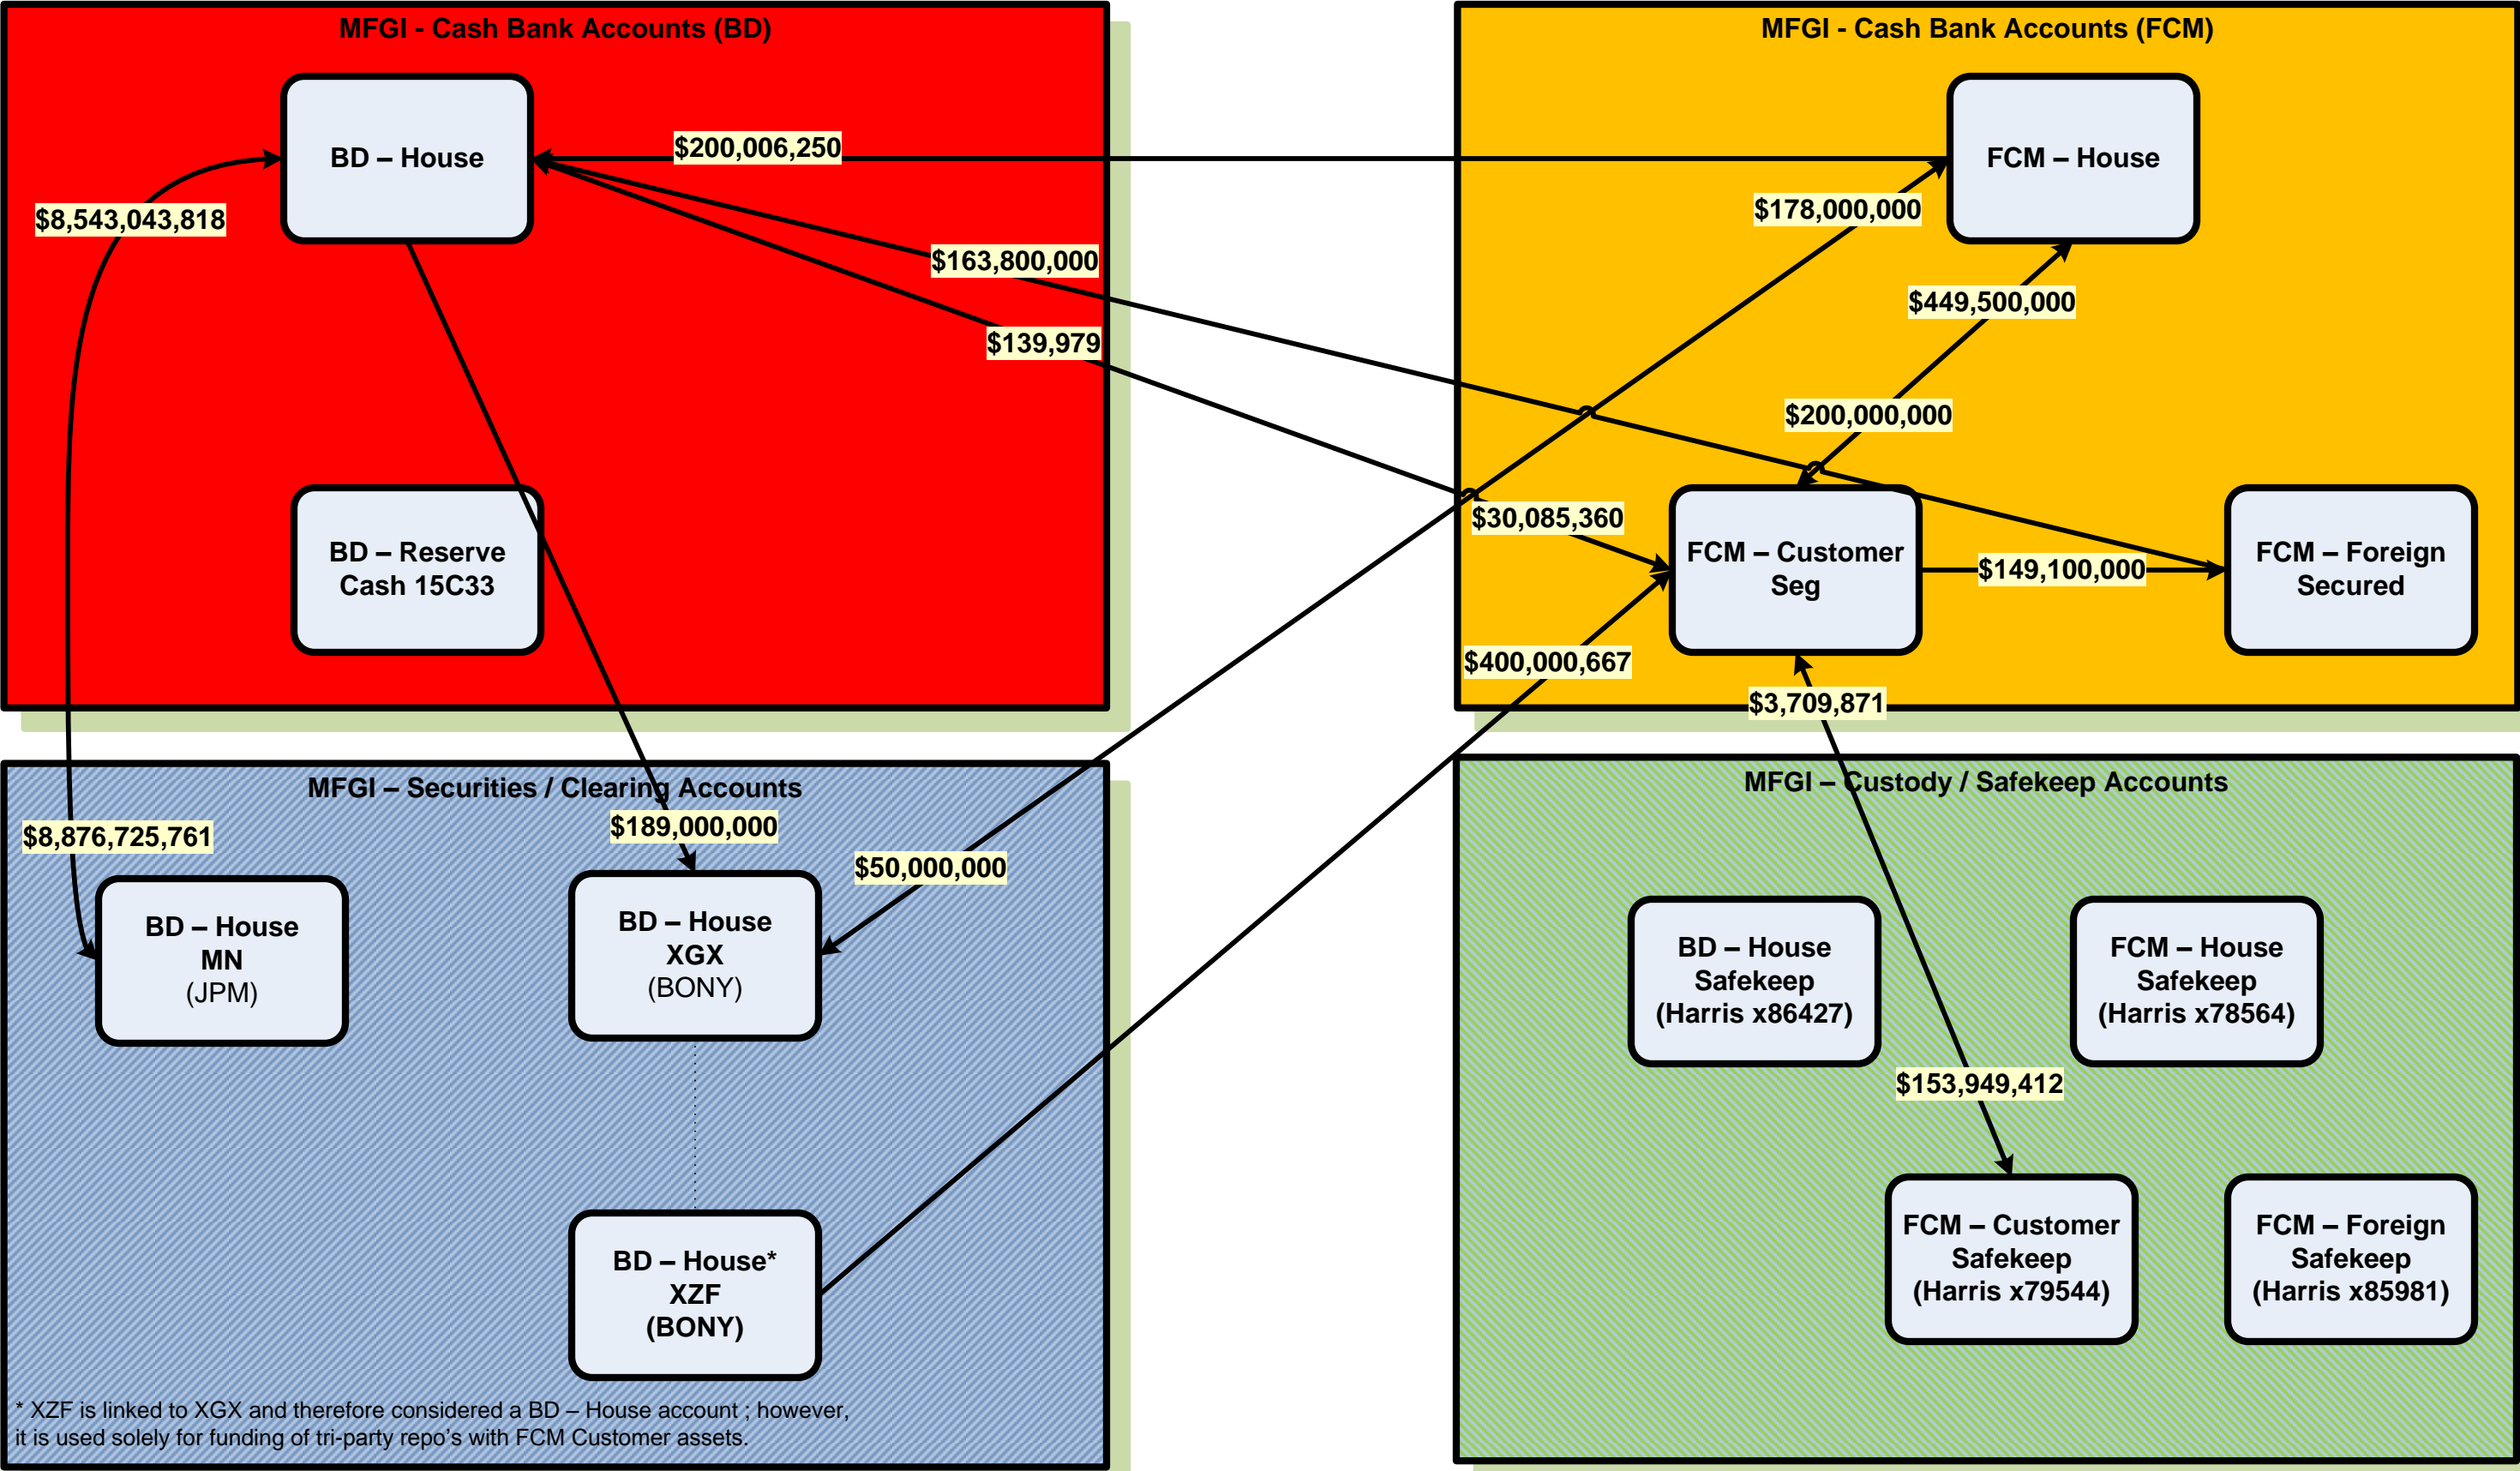 MFGI - Cash Bank Accounts (BD)
BD – House
$200,006,250
$8,543,043,818
$163,800,000
$139,979
BD – Reserve
Cash 15C33
MFGI - Cash Bank Accounts (FCM)
FCM – House
$178,000,000
$449,500,000
$200,000,000
$30,085,360
FCM – Customer
Seg
$149,100,000
FCM – Foreign
Secured
$400,000,667
$3,709,871
MFGI – Securities / Clearing Accounts
$8,876,725,761
$189,000,000
$50,000,000
BD – House
MN
(JPM)
BD – House
XGX
(BONY)
BD – House*
XZF
(BONY)
* XZF is linked to XGX and therefore considered a BD – House account ; however,
it is used solely for funding of tri-party repo’s with FCM Customer assets.
MFGI – Custody / Safekeep Accounts
BD – House
Safekeep
(Harris x86427)
FCM – House
Safekeep
(Harris x78564)
$153,949,412
FCM – Customer
Safekeep
(Harris x79544)
FCM – Foreign
Safekeep
(Harris x85981)